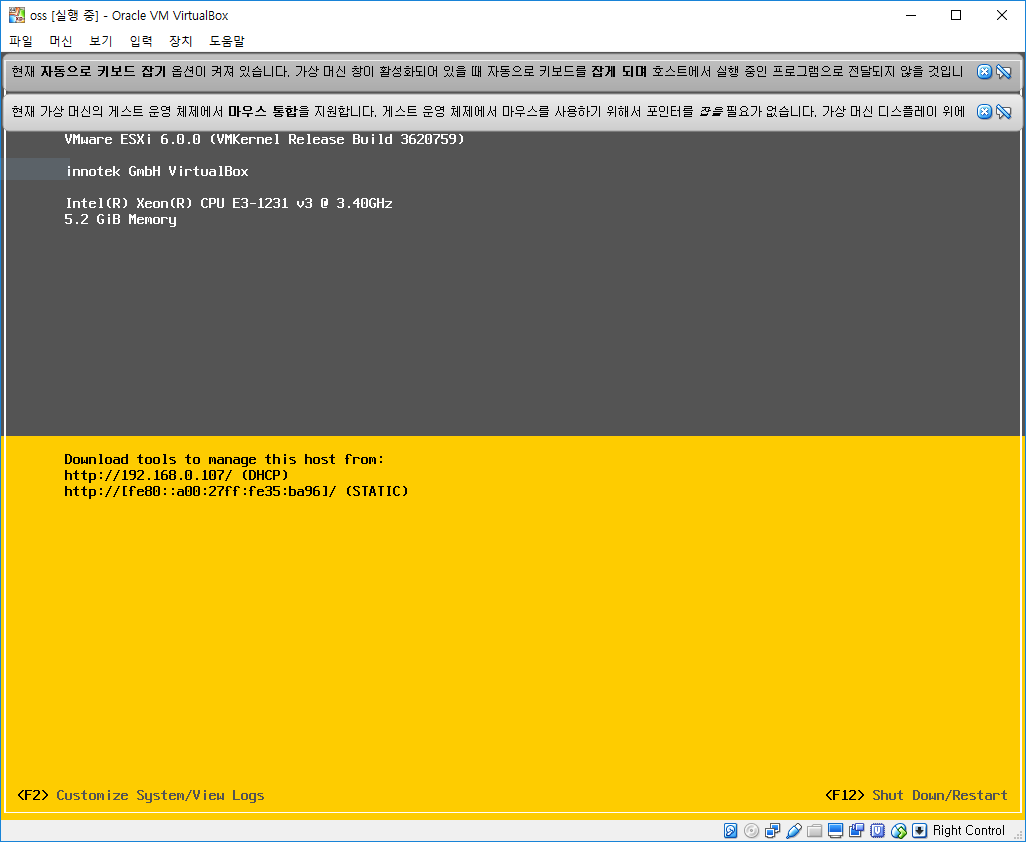 oss [실행 중] - Oracle VM VirtualBox
파일 머신 보기 입력 장치 도움말
현재 자동으로 키보드 잡기 옵션이 켜져 있습니다. 가상 머신 창이 활성화되어 있을 때 자동으로 키보드를 잡게 되며 호스트에서 실행 중인 프로그램으로 전달되지 않을 것입니
현재 가상 머신의 게스트 운영 체제에서 마우스 통합을 지원합니다. 게스트 운영 체제에서 마우스를 사용하기 위해서 포인터를 잡을 필요가 없습니다. 가상 머신 디스플레이 위에
VMware ESXi 6.0.0 (VMKernel Release Build 3620759)
innotek GmbH VirtualBox
Intel(R) Xeon(R) CPU E3-1231 v3 @ 3.40GHz
5.2 GiB Memory
Download tools to manage this host from:
http://192.168.0.107/ (DHCP)
http://[fe80::a00:27ff:fe35:ba96]/ (STATIC)
<F2> Customize System/View Logs
<F12> Shut Down/Restart
Right Control